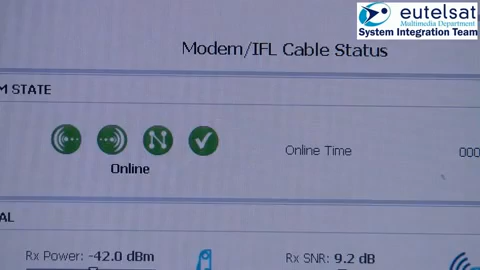 eutelsat
Multimedia Department
System Integration Team
Modem/IFL Cable Status
M STATE
Online
Online Time
000
AL
Rx Power: -42.0 dBm
Rx SNR: 9.2 dB